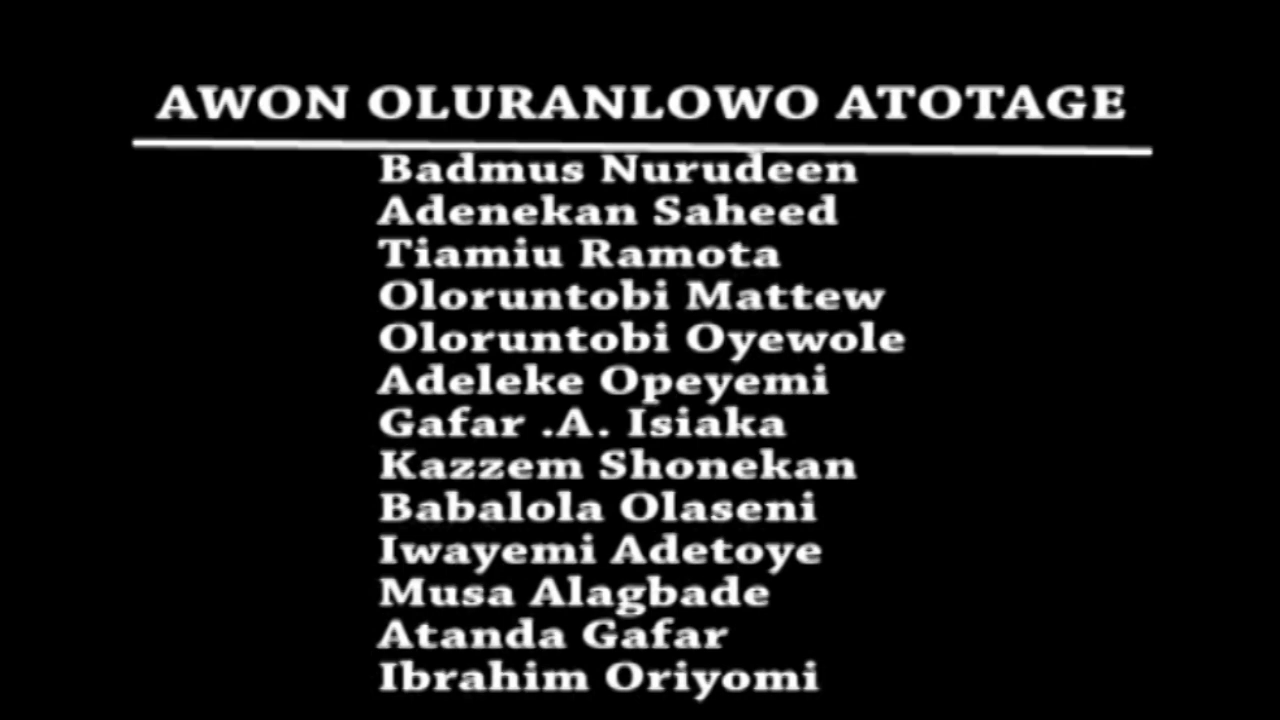 AWON OLURANLOWO ATOTAGE
Badmus Nurudeen
Adenekan Saheed
Tiamiu Ramota
Oloruntobi Mattew
Oloruntobi Oyewole
Adeleke Opeyemi
Gafar .A. Isiaka
Kazzem Shonekan
Babalola Olaseni
Iwayemi Adetoye
Musa Alagbade
Atanda Gafar
Ibrahim Oriyomi